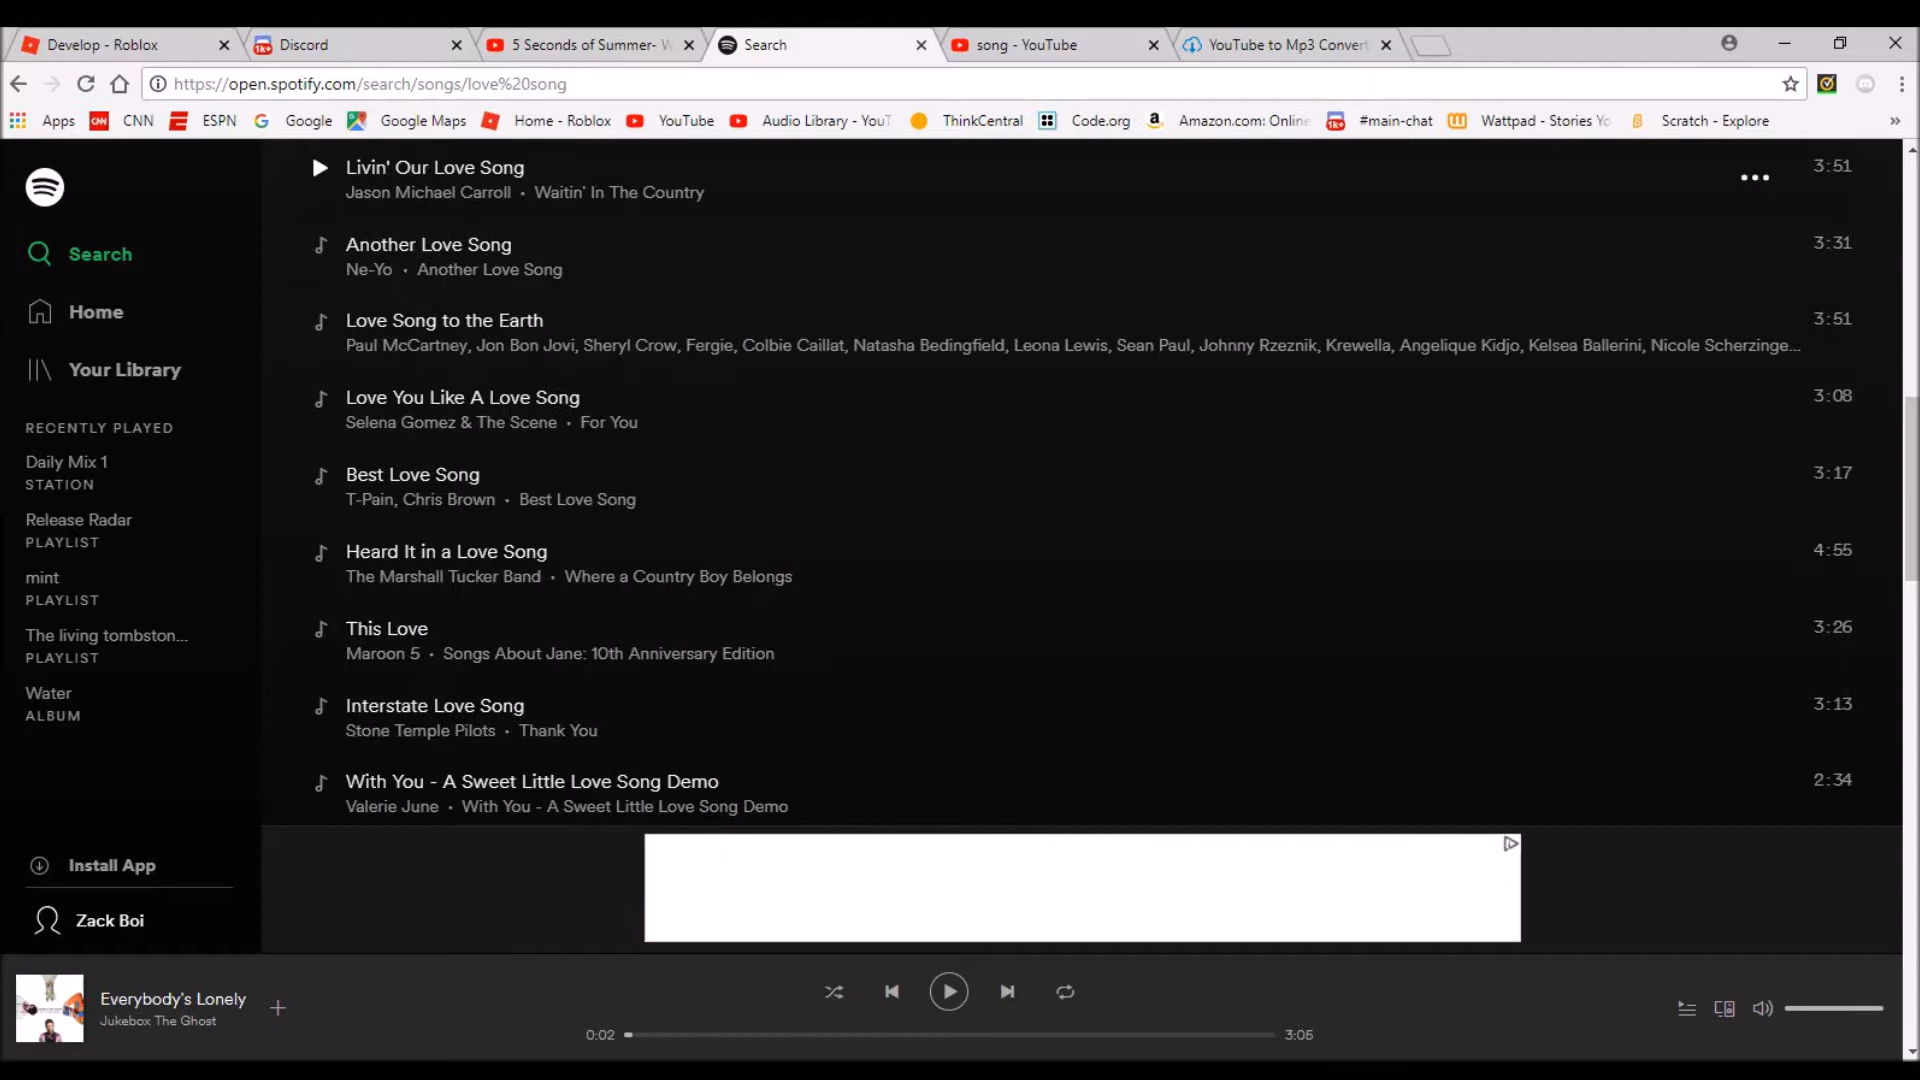 Develop - Roblox
1k+ Discord
5 Seconds of Summer- W
Search
song - YouTube
YouTube to Mp3 Convert
https://open.spotify.com/search/songs/love%20song
Apps CNN CNN ESPN Google Google Maps Home - Roblox YouTube Audio Library - YouT ThinkCentral Code.org Amazon.com: Online 1k+ #main-chat Wattpad - Stories Yo Scratch - Explore »
Search
Home
Your Library
RECENTLY PLAYED
Daily Mix 1
STATION
Release Radar
PLAYLIST
mint
PLAYLIST
The living tombston...
PLAYLIST
Water
ALBUM
Install App
Zack Boi
Livin' Our Love Song 3:51
Jason Michael Carroll • Waitin' In The Country
Another Love Song 3:31
Ne-Yo • Another Love Song
Love Song to the Earth 3:51
Paul McCartney, Jon Bon Jovi, Sheryl Crow, Fergie, Colbie Caillat, Natasha Bedingfield, Leona Lewis, Sean Paul, Johnny Rzeznik, Krewella, Angelique Kidjo, Kelsea Ballerini, Nicole Scherzinge...
Love You Like A Love Song 3:08
Selena Gomez & The Scene • For You
Best Love Song 3:17
T-Pain, Chris Brown • Best Love Song
Heard It in a Love Song 4:55
The Marshall Tucker Band • Where a Country Boy Belongs
This Love 3:26
Maroon 5 • Songs About Jane: 10th Anniversary Edition
Interstate Love Song 3:13
Stone Temple Pilots • Thank You
With You - A Sweet Little Love Song Demo 2:34
Valerie June • With You - A Sweet Little Love Song Demo
Everybody's Lonely
Jukebox The Ghost
0:02 3:05